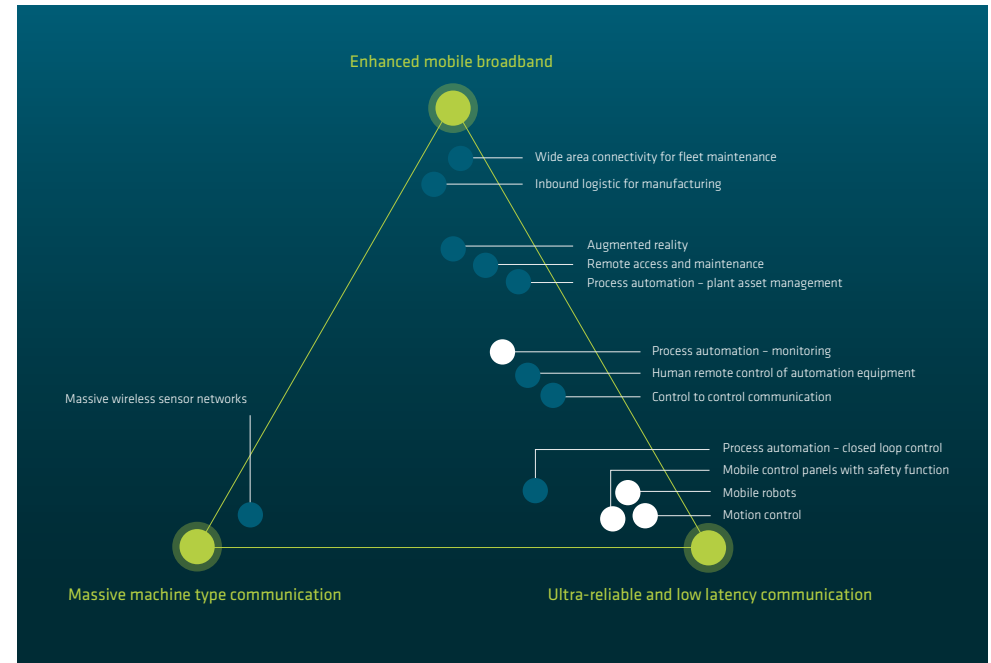 Enhanced mobile broadband
Wide area connectivity for fleet maintenance
Inbound logistic for manufacturing
Augmented reality
Remote access and maintenance
Process automation – plant asset management
Process automation – monitoring
Human remote control of automation equipment
Control to control communication
Massive wireless sensor networks
Process automation – closed loop control
Mobile control panels with safety function
Mobile robots
Motion control
Massive machine type communication
Ultra-reliable and low latency communication